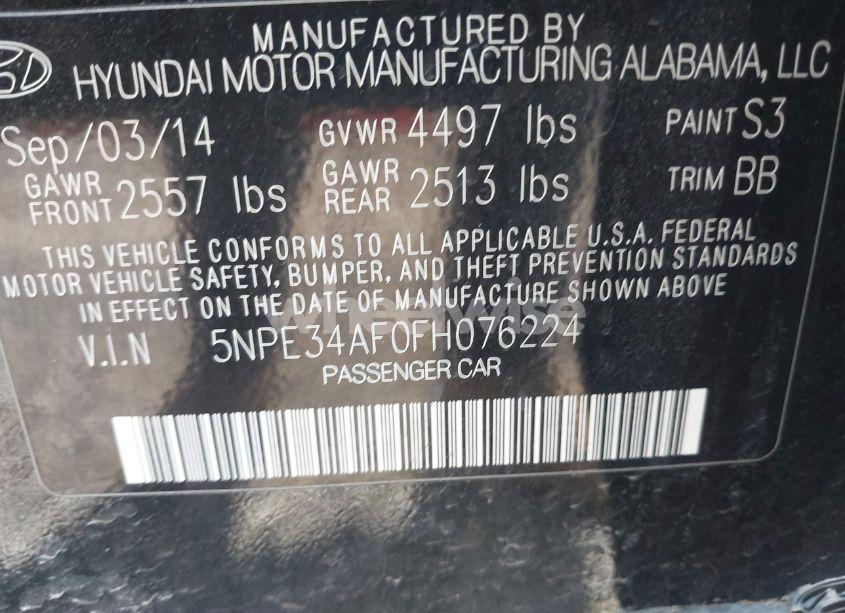 MANUFACTURED BY
HYUNDAI MOTOR MANUFACTURING ALABAMA, LLC
Sep/03/14 GVWR 4497 lbs PAINT S3
GAWR FRONT 2557 lbs GAWR REAR 2513 lbs TRIM BB
THIS VEHICLE CONFORMS TO ALL APPLICABLE U.S.A. FEDERAL
MOTOR VEHICLE SAFETY, BUMPER, AND THEFT PREVENTION STANDARDS
IN EFFECT ON THE DATE OF MANUFACTURE SHOWN ABOVE
V.I.N 5NPE34AF0FH076224
PASSENGER CAR